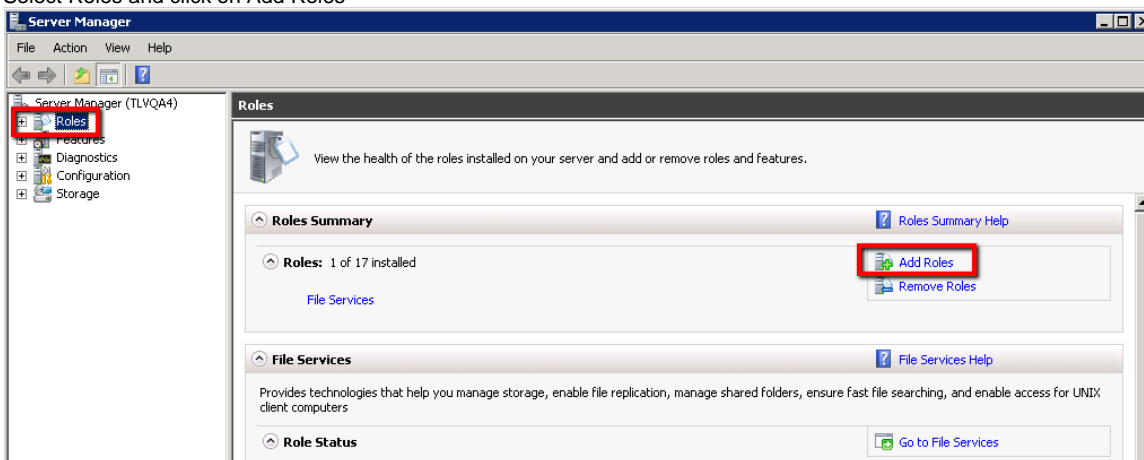 Select Roles and click on Add Roles
Server Manager
File Action View Help
Server Manager (TLVQA4)
Roles
Features
Diagnostics
Configuration
Storage
Roles
View the health of the roles installed on your server and add or remove roles and features.
Roles Summary
Roles Summary Help
Roles: 1 of 17 installed
Add Roles
Remove Roles
File Services
File Services
File Services Help
Provides technologies that help you manage storage, enable file replication, manage shared folders, ensure fast file searching, and enable access for UNIX
client computers
Role Status
Go to File Services